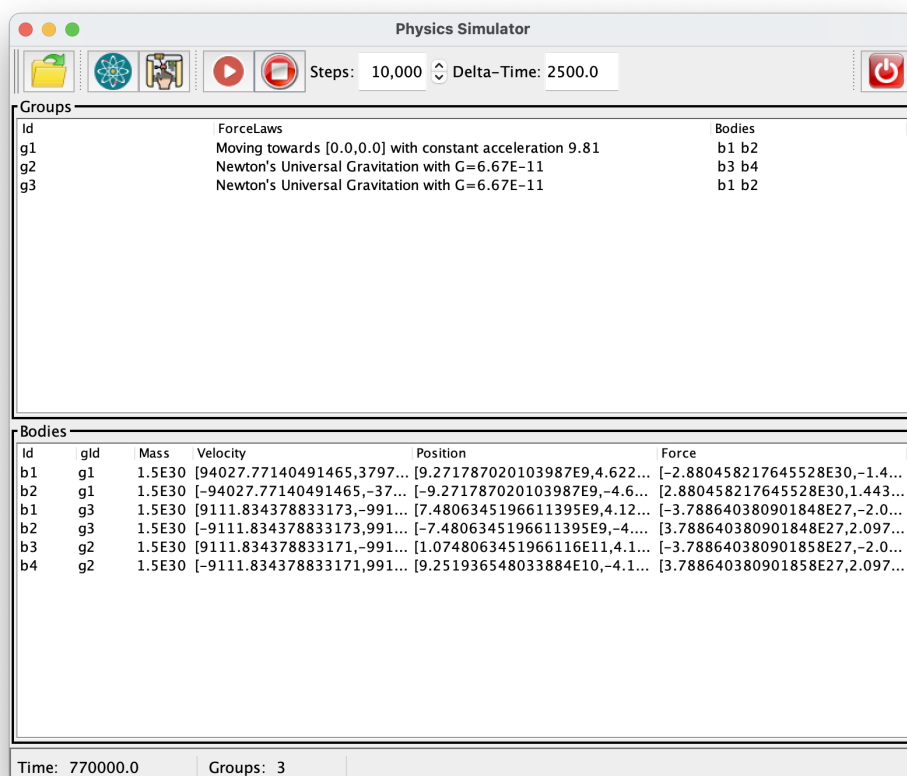 Physics Simulator
Steps: 10,000 Delta-Time: 2500.0
Groups
Id ForceLaws Bodies
g1 Moving towards [0.0,0.0] with constant acceleration 9.81 b1 b2
g2 Newton's Universal Gravitation with G=6.67E-11 b3 b4
g3 Newton's Universal Gravitation with G=6.67E-11 b1 b2
Bodies
Id gId Mass Velocity Position Force
b1 g1 1.5E30 [94027.77140491465,3797... [9.271787020103987E9,4.622... [-2.880458217645528E30,-1.4...
b2 g1 1.5E30 [-94027.77140491465,-37... [-9.271787020103987E9,-4.6... [2.880458217645528E30,1.443...
b1 g3 1.5E30 [9111.834378833173,-991... [7.4806345196611395E9,4.12... [-3.788640380901848E27,-2.0...
b2 g3 1.5E30 [-9111.834378833173,991... [-7.4806345196611395E9,-4.... [3.788640380901848E27,2.097...
b3 g2 1.5E30 [9111.834378833171,-991... [1.0748063451966116E11,4.1... [-3.788640380901858E27,-2.0...
b4 g2 1.5E30 [-9111.834378833171,991... [9.251936548033884E10,-4.1... [3.788640380901858E27,2.097...
Time: 770000.0 Groups: 3